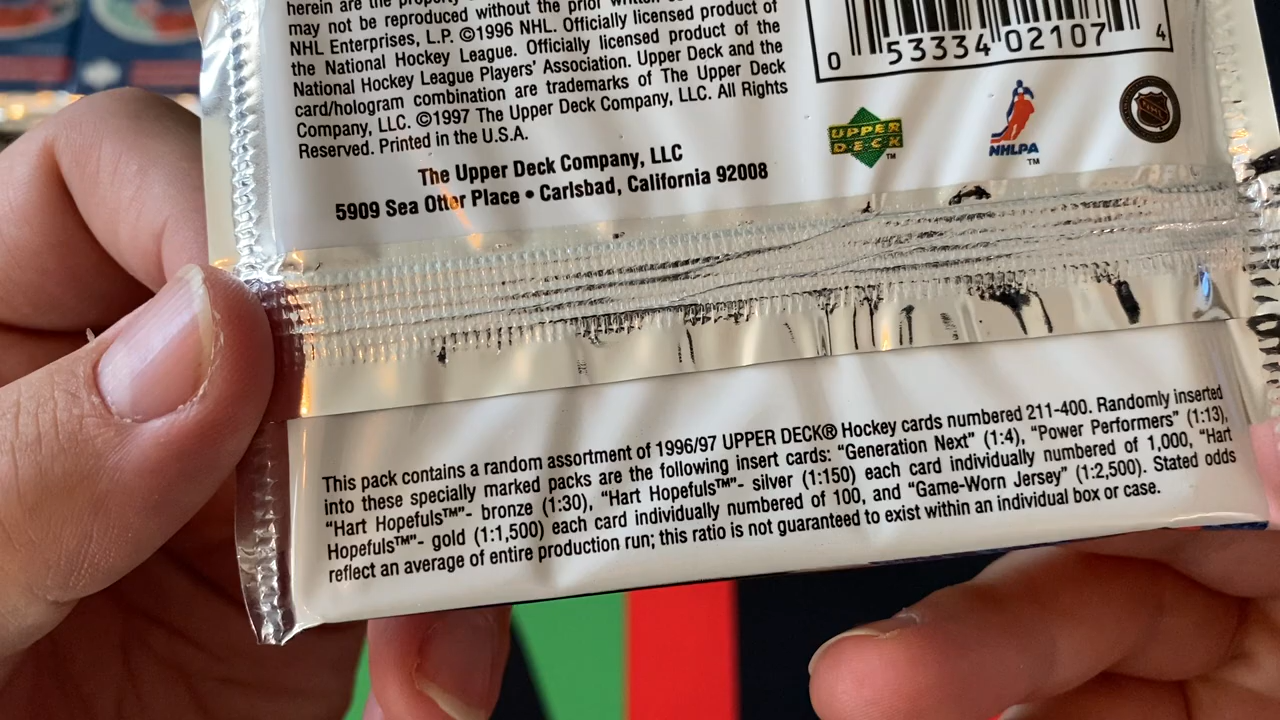 herein are the property
may not be reproduced without the prior written
NHL Enterprises, L.P. ©1996 NHL. Officially licensed product of
the National Hockey League. Officially licensed product of the
National Hockey League Players' Association. Upper Deck and the
card/hologram combination are trademarks of The Upper Deck
Company, LLC. ©1997 The Upper Deck Company, LLC. All Rights
Reserved. Printed in the U.S.A.
The Upper Deck Company, LLC
5909 Sea Otter Place • Carlsbad, California 92008
0 53334 02107 4
UPPER
DECK
TM
NHLPA
TM
NHL
This pack contains a random assortment of 1996/97 UPPER DECK® Hockey cards numbered 211-400. Randomly inserted
into these specially marked packs are the following insert cards: “Generation Next” (1:4), “Power Performers” (1:13),
“Hart Hopefuls™”- bronze (1:30), “Hart Hopefuls™”- silver (1:150) each card individually numbered of 1,000, “Hart
Hopefuls™”- gold (1:1,500) each card individually numbered of 100, and “Game-Worn Jersey” (1:2,500). Stated odds
reflect an average of entire production run; this ratio is not guaranteed to exist within an individual box or case.